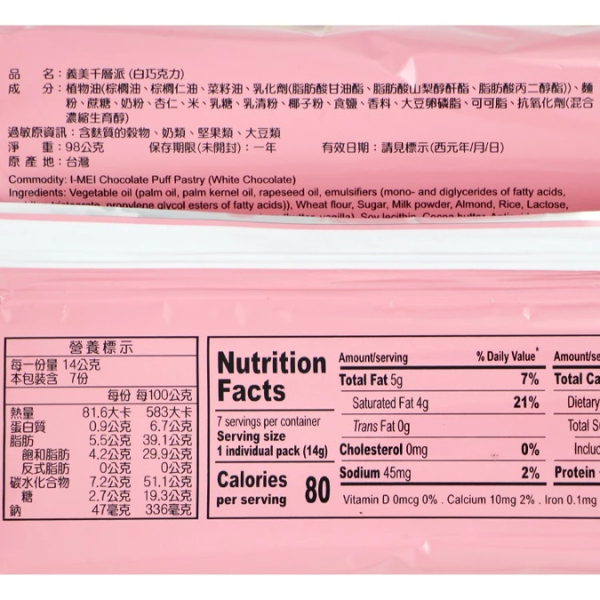 品　　名：義美千層派 (白巧克力)
成　　分：植物油(棕櫚油、棕櫚仁油、菜籽油、乳化劑(脂肪酸甘油酯、脂肪酸山梨醇酐酯、脂肪酸丙二醇酯))、麵
粉、蔗糖、奶粉、杏仁、米、乳糖、乳清粉、椰子粉、食鹽、香料、大豆卵磷脂、可可脂、抗氧化劑(混合
濃縮生育醇)
過敏原資訊：含麩質的穀物、奶類、堅果類、大豆類
淨　　重：98公克　保存期限(未開封)：一年　有效日期：請見標示(西元年/月/日)
原 產 地：台灣
Commodity: I-MEI Chocolate Puff Pastry (White Chocolate)
Ingredients: Vegetable oil (palm oil, palm kernel oil, rapeseed oil, emulsifiers (mono- and diglycerides of fatty acids,
propylene glycol esters of fatty acids)), Wheat flour, Sugar, Milk powder, Almond, Rice, Lactose,
vanilla), Soy lecithin, Cocoa butter,
營養標示
每一份量 14公克
本包裝含　7份
每份 每100公克
熱量 81.6大卡 583大卡
蛋白質 0.9公克 6.7公克
脂肪 5.5公克 39.1公克
飽和脂肪 4.2公克 29.9公克
反式脂肪 0公克 0公克
碳水化合物 7.2公克 51.1公克
糖 2.7公克 19.3公克
鈉 47毫克 336毫克
Nutrition
Facts
7 servings per container
Serving size
1 individual pack (14g)
Calories
per serving 80
Amount/serving % Daily Value*
Total Fat 5g 7%
Saturated Fat 4g 21%
Trans Fat 0g
Cholesterol 0mg 0%
Sodium 45mg 2%
Amount/se
Total Ca
Dietary
Total S
Includ
Protein
Vitamin D 0mcg 0% . Calcium 10mg 2% . Iron 0.1mg